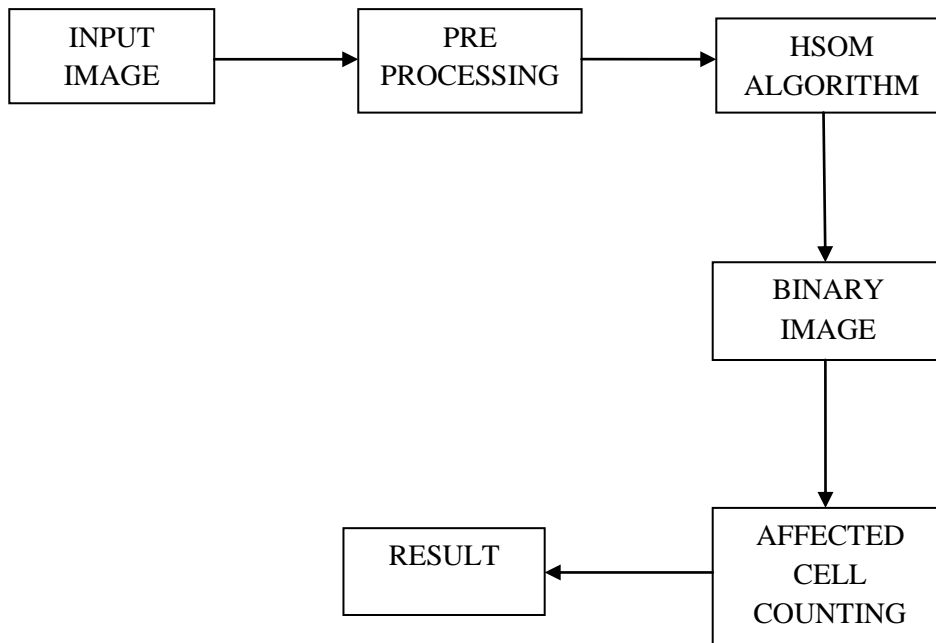 INPUT
IMAGE
PRE
PROCESSING
HSOM
ALGORITHM
BINARY
IMAGE
AFFECTED
CELL
COUNTING
RESULT